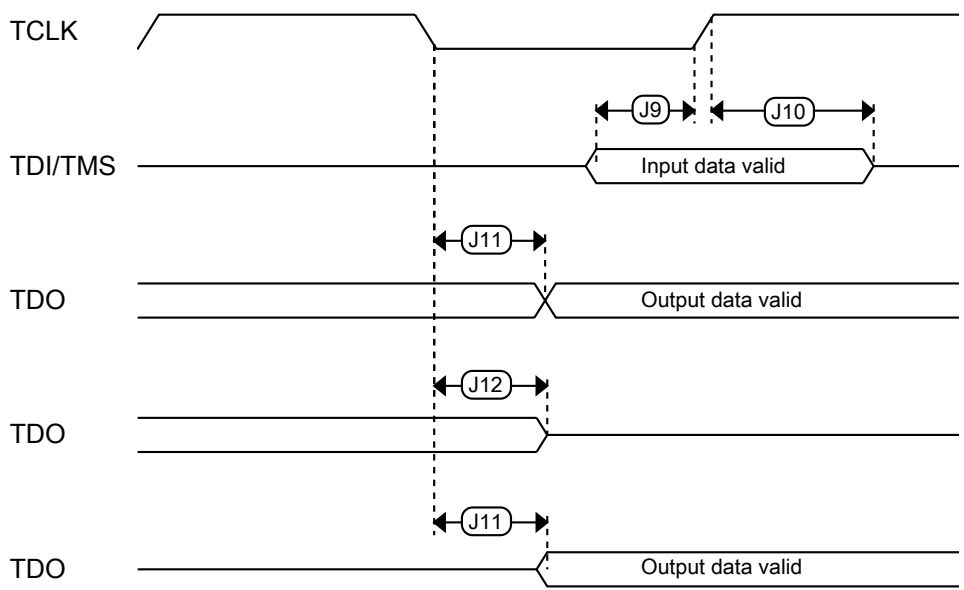 TCLK
J9
J10
TDI/TMS
Input data valid
J11
TDO
Output data valid
J12
TDO
J11
TDO
Output data valid